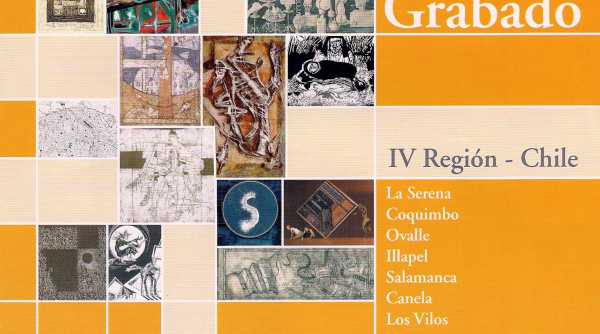 Grabado
IV Región - Chile
La Serena
Coquimbo
Ovalle
Illapel
Salamanca
Canela
Los Vilos
S